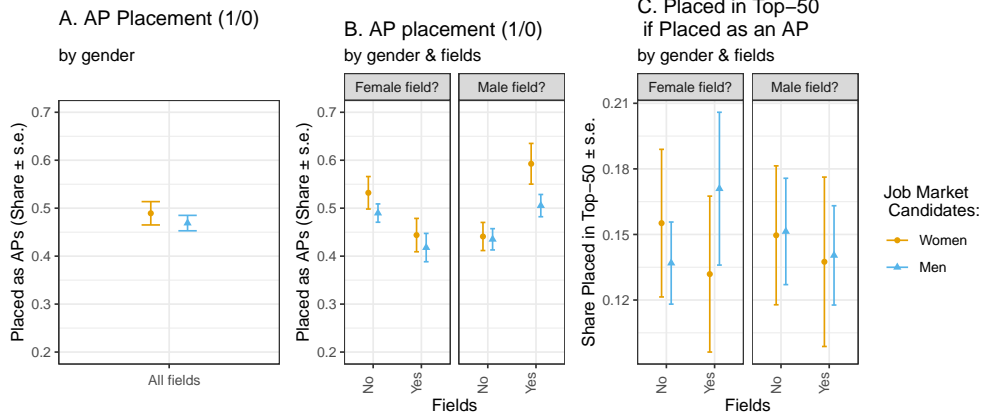 A. AP Placement (1/0)
by gender
Placed as APs (Share ± s.e.)
0.7
0.6
0.5
0.4
0.3
0.2
All fields
B. AP placement (1/0)
by gender & fields
Female field?
Male field?
Placed as APs (Share ± s.e.)
0.7
0.6
0.5
0.4
0.3
0.2
No
Yes
No
Yes
Fields
C. Placed in Top−50
if Placed as an AP
by gender & fields
Female field?
Male field?
Share Placed in Top−50 ± s.e.
0.21
0.18
0.15
0.12
No
Yes
No
Yes
Fields
Job Market
Candidates:
Women
Men